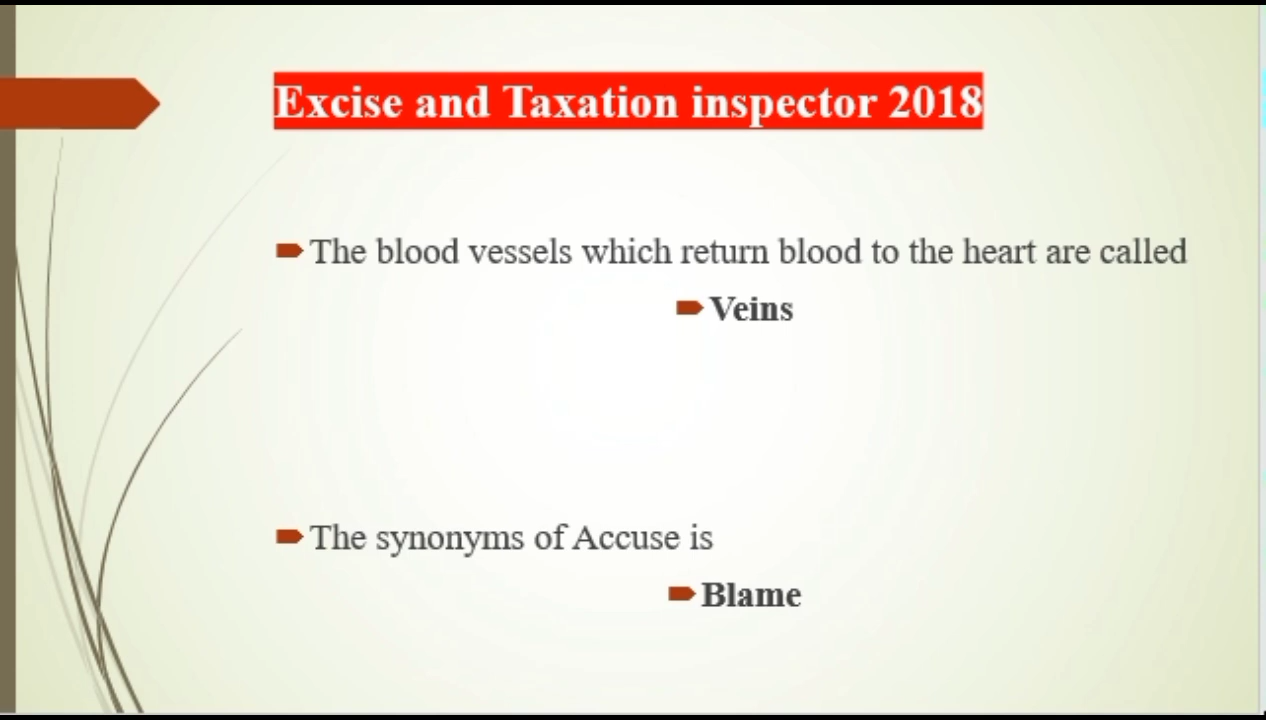 Excise and Taxation inspector 2018
The blood vessels which return blood to the heart are called
Veins
The synonyms of Accuse is
Blame